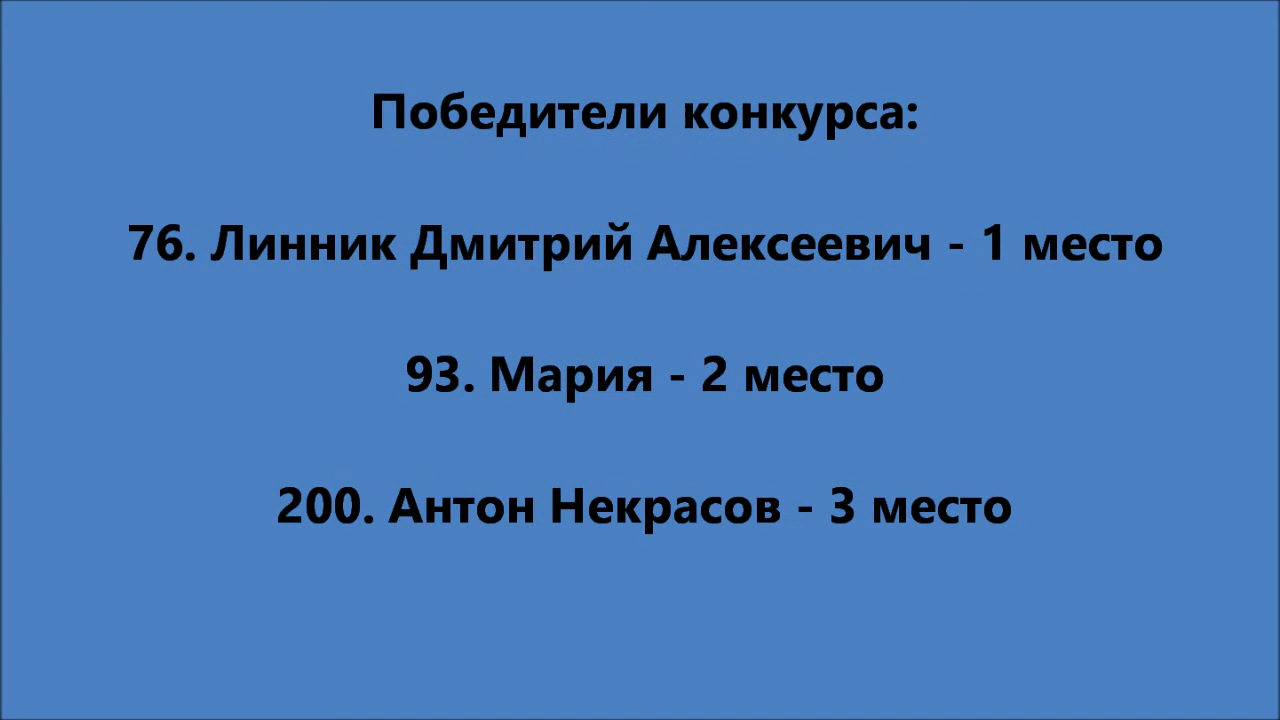 Победители конкурса:
76. Линник Дмитрий Алексеевич - 1 место
93. Мария - 2 место
200. Антон Некрасов - 3 место